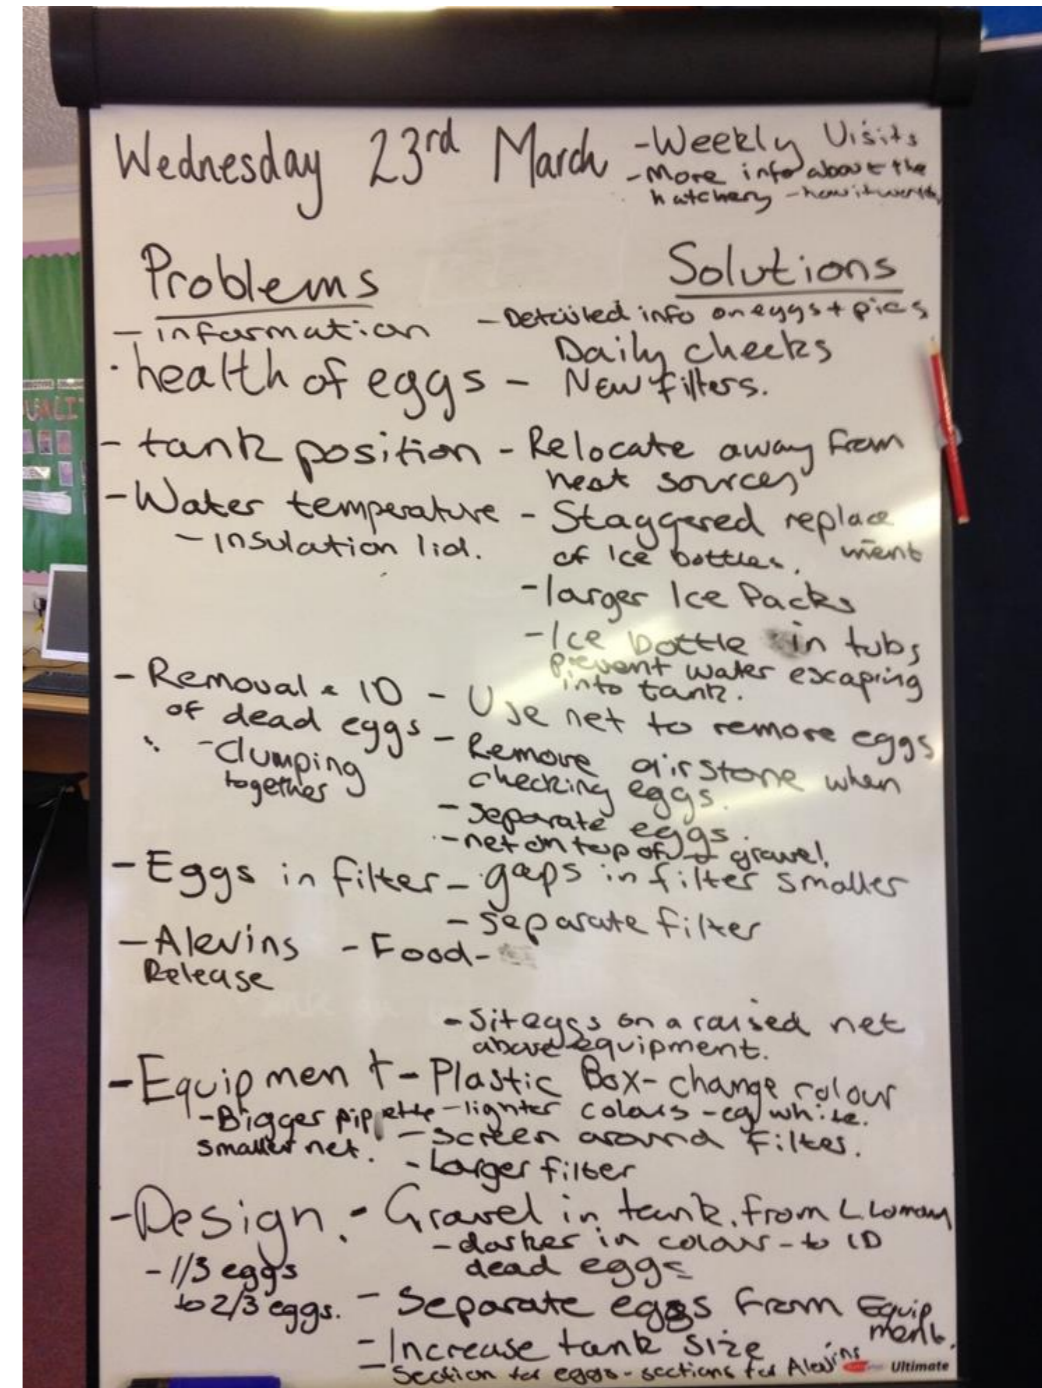 Wednesday 23rd March
-Weekly Visits
-More info about the
hatchery -how it works
Problems
Solutions
- information - Detailed info on eggs + pics
Daily checks
· health of eggs - New filters.
- tank position - Relocate away from
heat sources
- Water temperature - Staggered replace
ment
- insulation lid. of Ice bottles.
- larger Ice Packs
- Ice bottle in tubs
prevent water escaping
into tank.
- Removal & ID - Use net to remove eggs
of dead eggs - Remove airstone when
checking eggs.
- Clumping
together
- separate eggs.
- net on top of gravel.
- Eggs in filter - gaps in filter smaller
- separate filter
- Alevins - Food -
Release
- Sit eggs on a raised net
above equipment.
- Equipment - Plastic Box - change colour
- Bigger pipette - lighter colours - eg white.
smaller net. - screen around Filter.
- Larger filter
- Design. - Gravel in tank. from L. Lomond
- darker in colour - to ID
dead eggs
- 1/3 eggs
to 2/3 eggs.
- Separate eggs from Equip
ment.
- Increase tank size
- Section for eggs - sections for Alevins
Ultimate